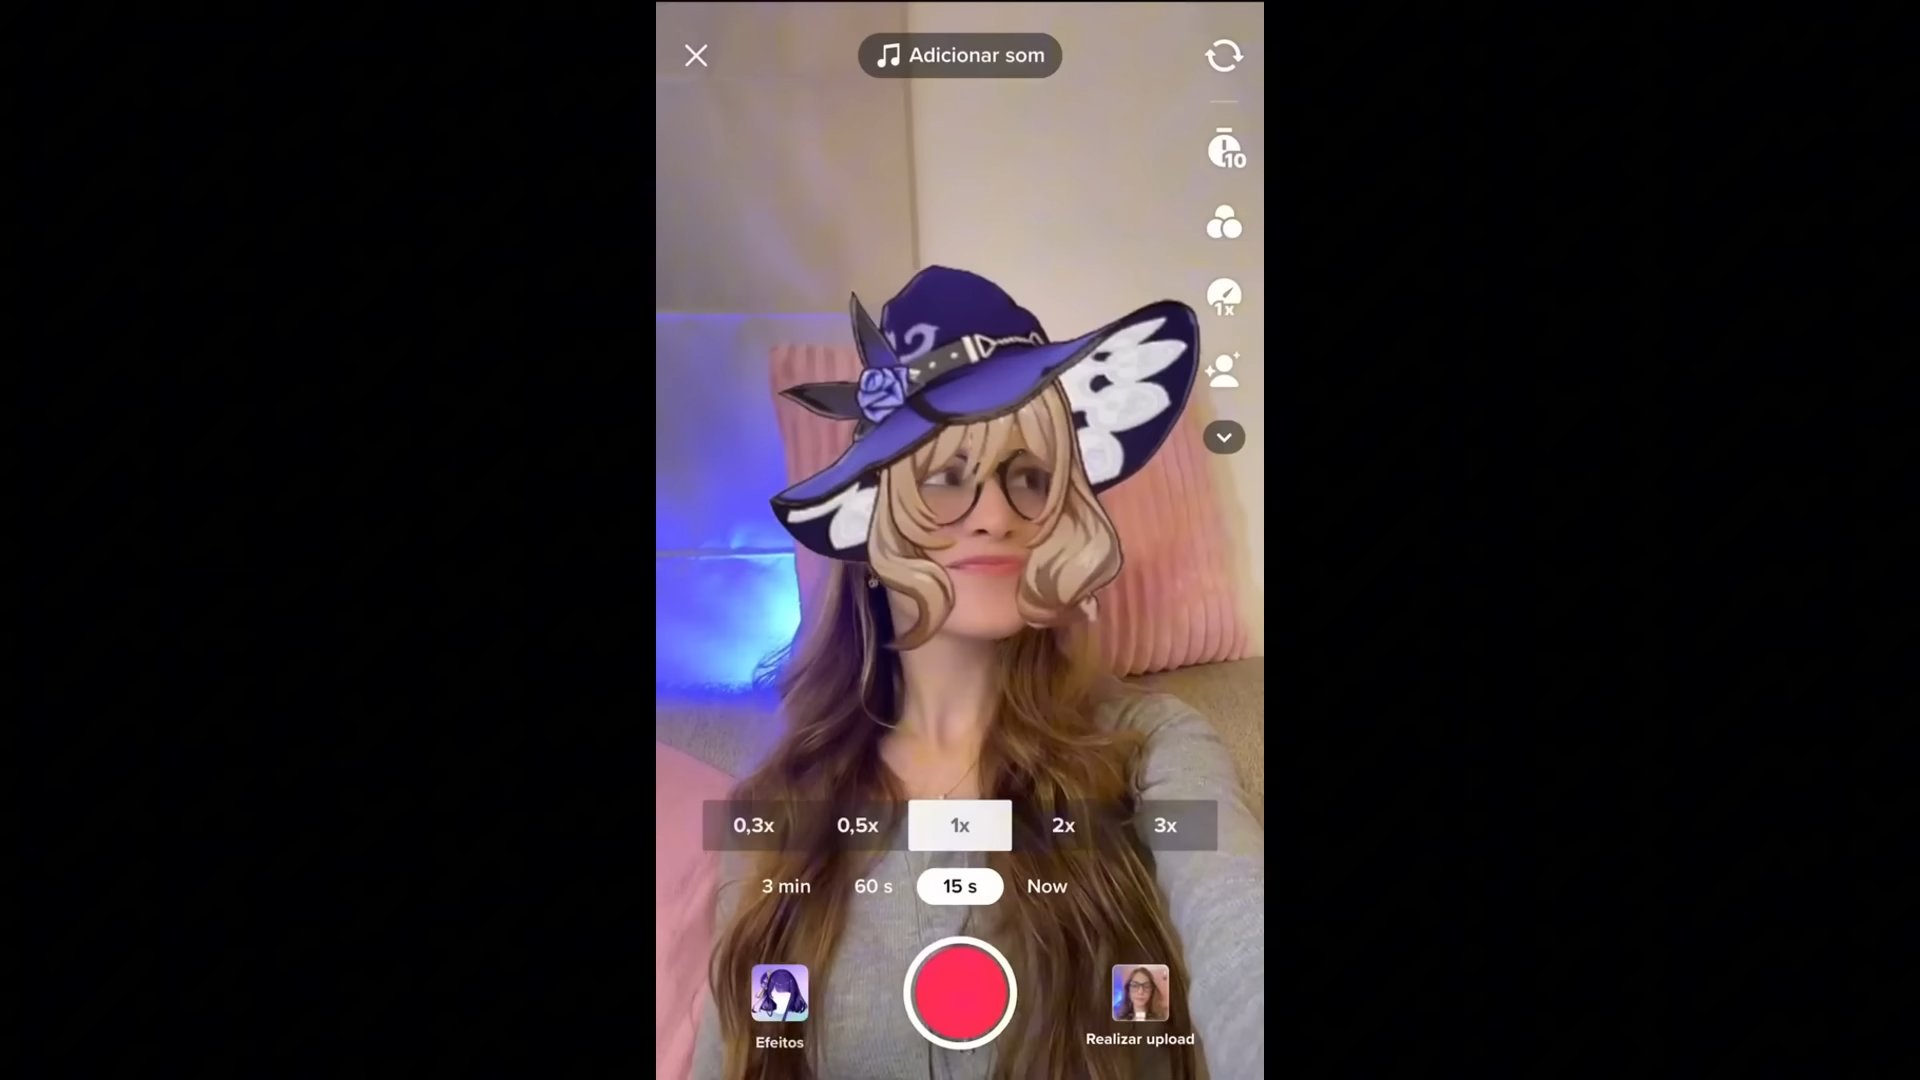 Adicionar som
10
1x
0,3x 0,5x 1x 2x 3x
3 min 60 s 15 s Now
Efeitos
Realizar upload